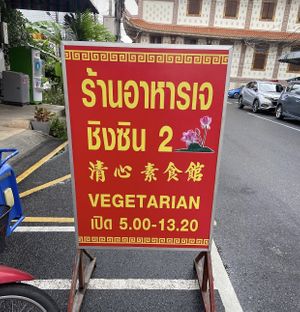 ร้านอาหารเจ
ชิงซิน 2
清心素食館
VEGETARIAN
เปิด 5.00-13.20